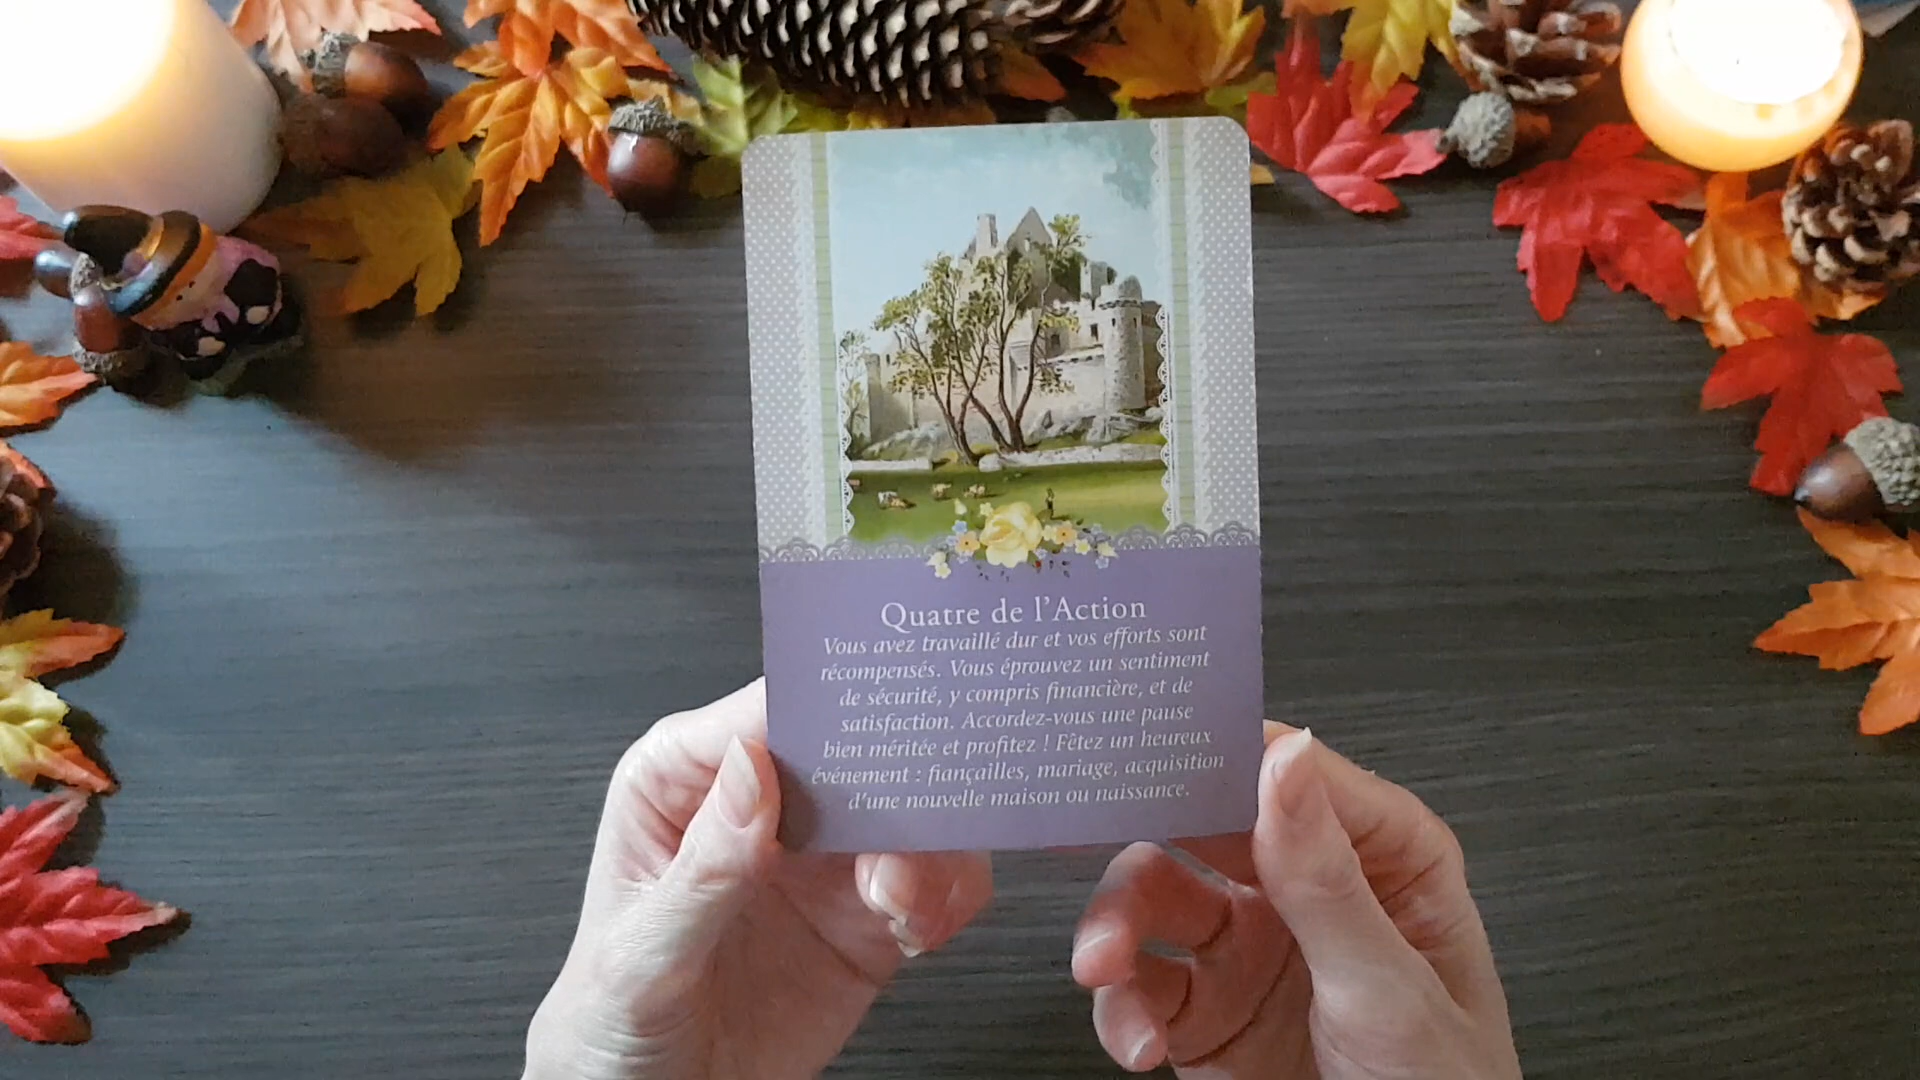 Quatre de l'Action
Vous avez travaillé dur et vos efforts sont
récompensés. Vous éprouvez un sentiment
de sécurité, y compris financière, et de
satisfaction. Accordez-vous une pause
bien méritée et profitez ! Fêtez un heureux
événement : fiançailles, mariage, acquisition
d'une nouvelle maison ou naissance.